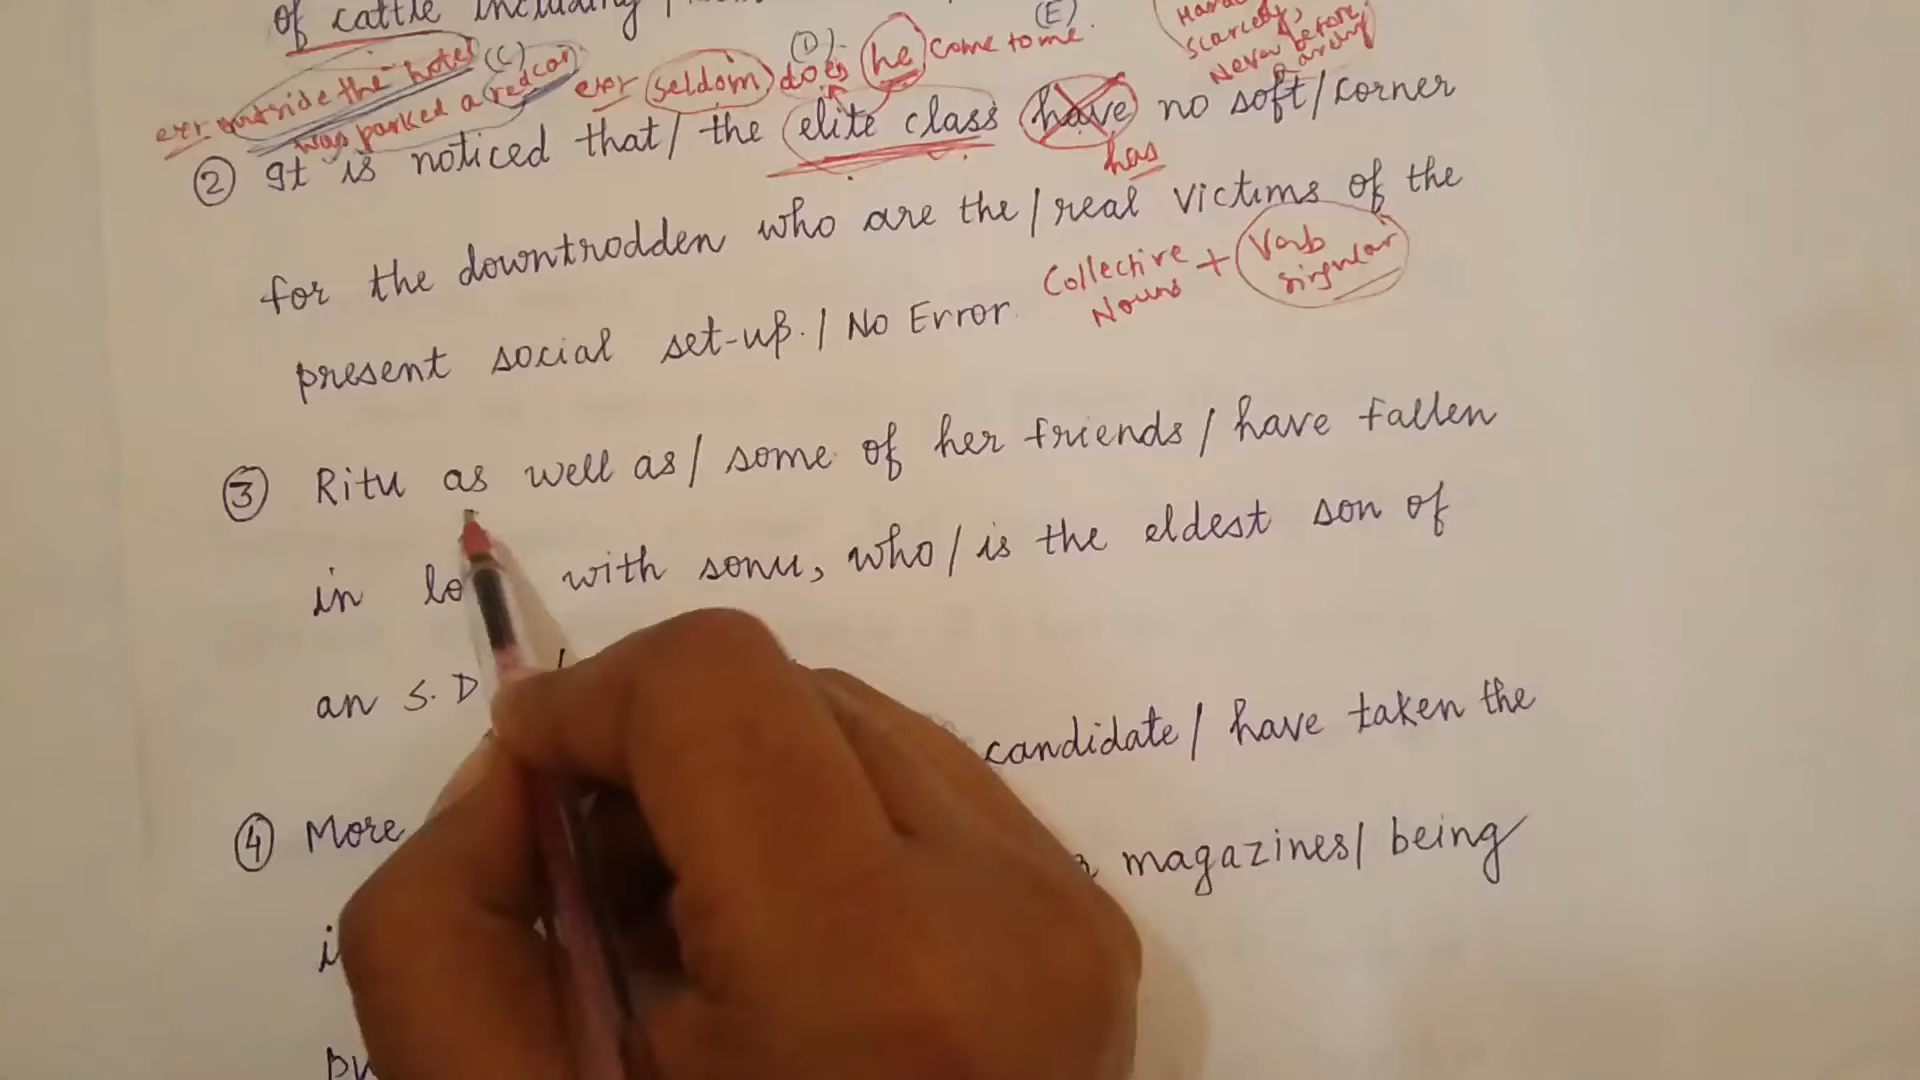 of cattle including
(E)
Scarcely,
Never before
(D)
(C)
err outside the hotel
was parked a red car
err seldom does he come to me.
② It is noticed that/ the elite class have no soft/corner
has
for the downtrodden who are the/real victims of the
Collective Nouns + Verb singular
present social set-up./ No Error
③ Ritu as well as/ some of her friends/ have fallen
in lo with sonu, who/ is the eldest son of
an S.D
④ More candidate/ have taken the
magazines/ being